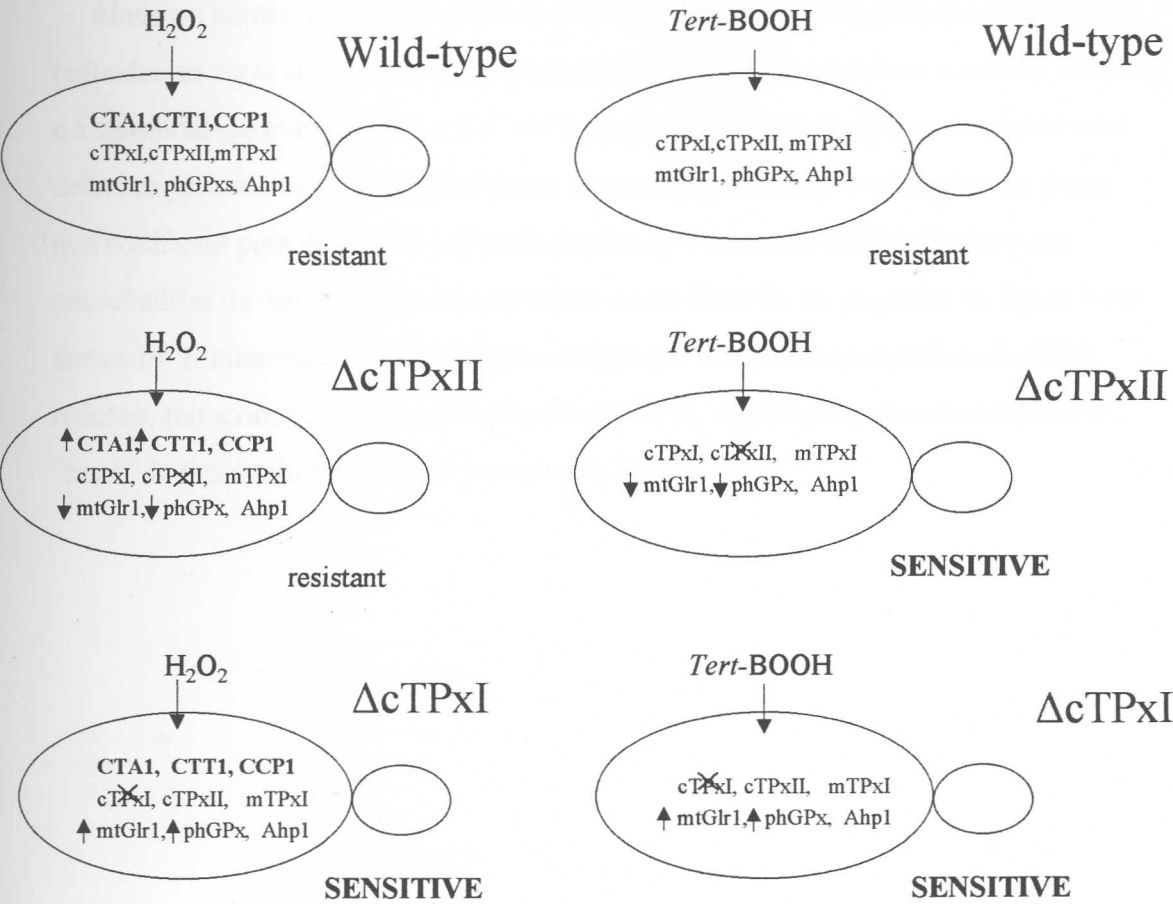 H₂O₂
Wild-type
CTA1,CTT1,CCP1
cTPxI,cTPxII,mTPxI
mtGlr1, phGPxs, Ahp1
resistant
Tert-BOOH
Wild-type
cTPxI,cTPxII, mTPxI
mtGlr1, phGPx, Ahp1
resistant
H₂O₂
ΔcTPxII
CTA1, CTT1, CCP1
cTPxI, cTPxII, mTPxI
mtGlr1, phGPx, Ahp1
resistant
Tert-BOOH
ΔcTPxII
cTPxI, cTPxII, mTPxI
mtGlr1, phGPx, Ahp1
SENSITIVE
H₂O₂
ΔcTPxI
CTA1, CTT1, CCP1
cTPxI, cTPxII, mTPxI
mtGlr1, phGPx, Ahp1
SENSITIVE
Tert-BOOH
ΔcTPxI
cTPxI, cTPxII, mTPxI
mtGlr1, phGPx, Ahp1
SENSITIVE